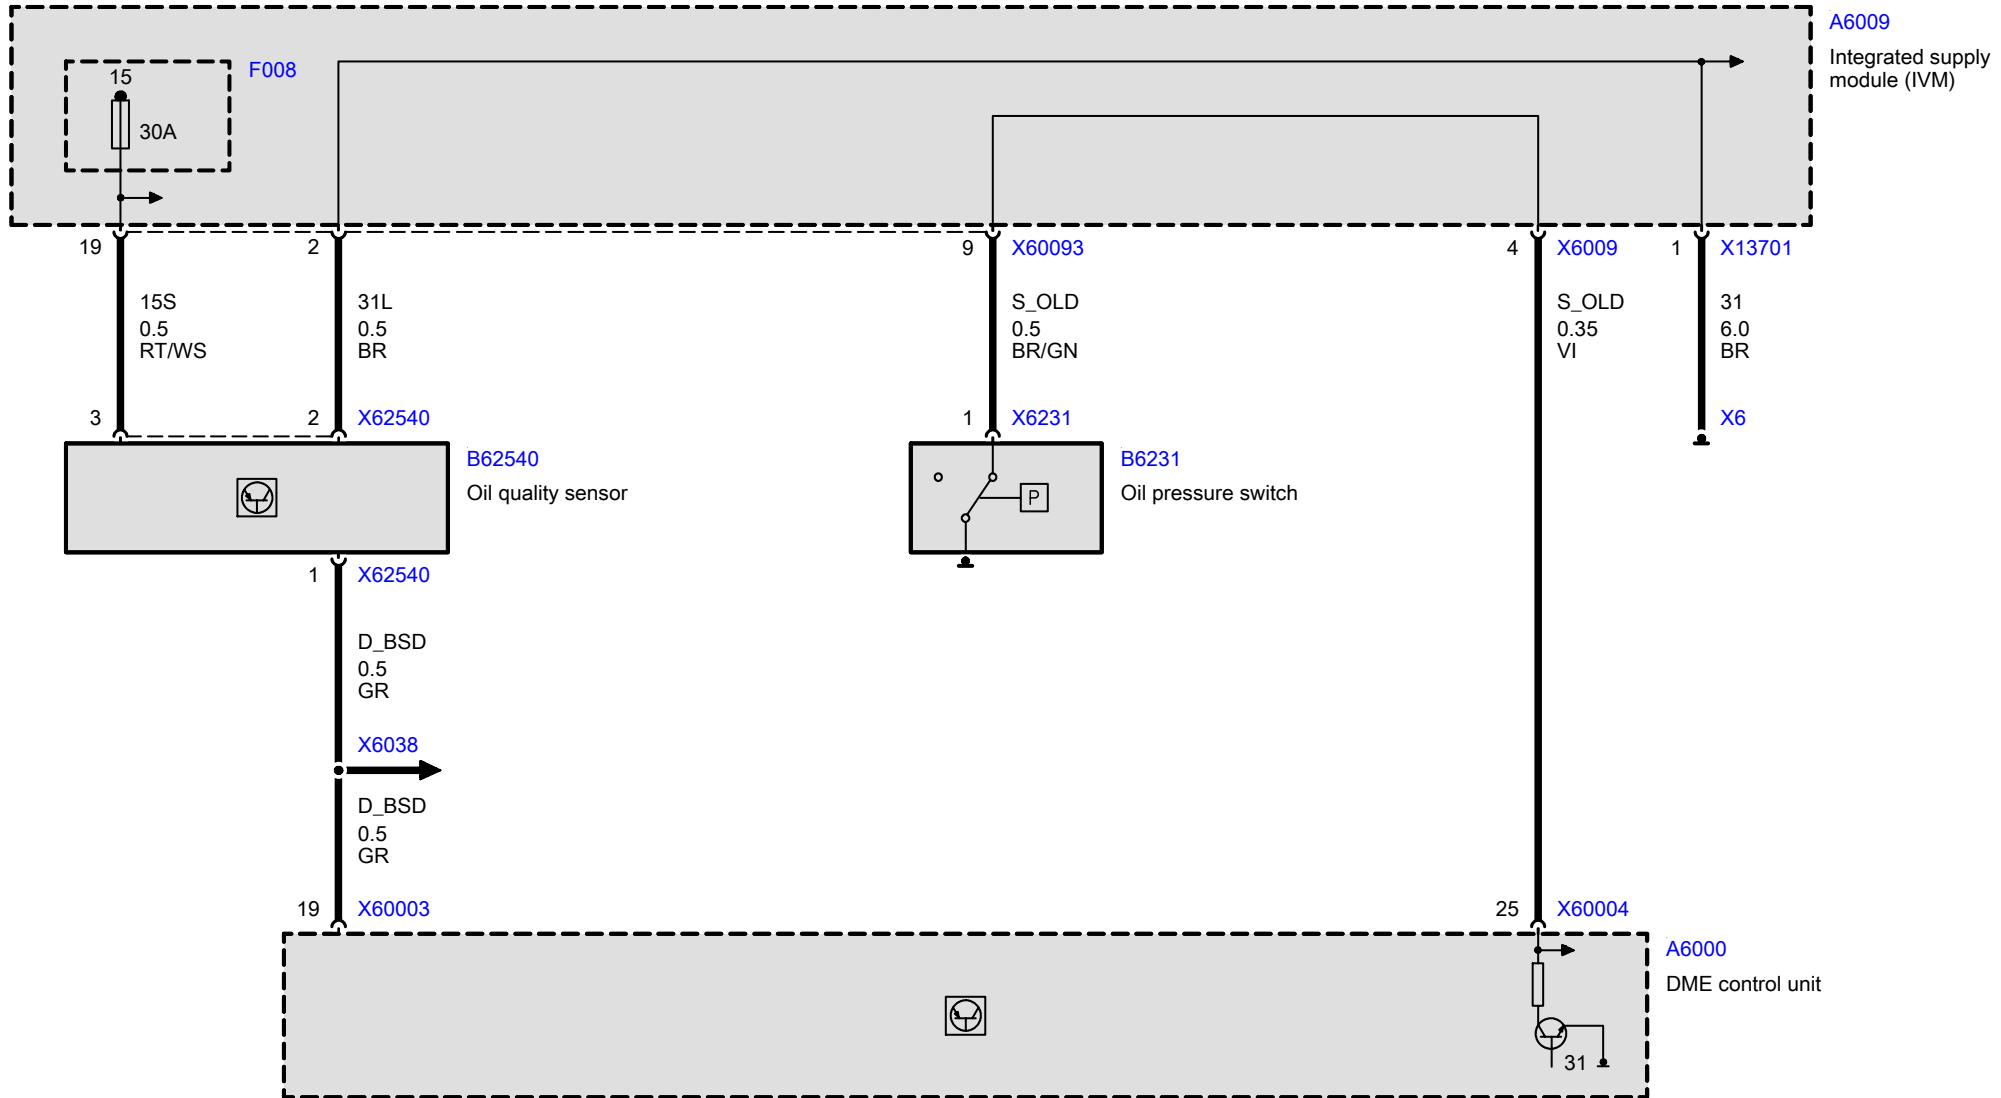 A6009
Integrated supply
module (IVM)
F008
15
30A
19
2
9
X60093
4
X6009
1
X13701
15S
0.5
RT/WS
31L
0.5
BR
S_OLD
0.5
BR/GN
S_OLD
0.35
VI
31
6.0
BR
3
2
X62540
1
X6231
X6
B62540
Oil quality sensor
B6231
Oil pressure switch
P
1
X62540
D_BSD
0.5
GR
X6038
D_BSD
0.5
GR
19
X60003
25
X60004
A6000
DME control unit
31